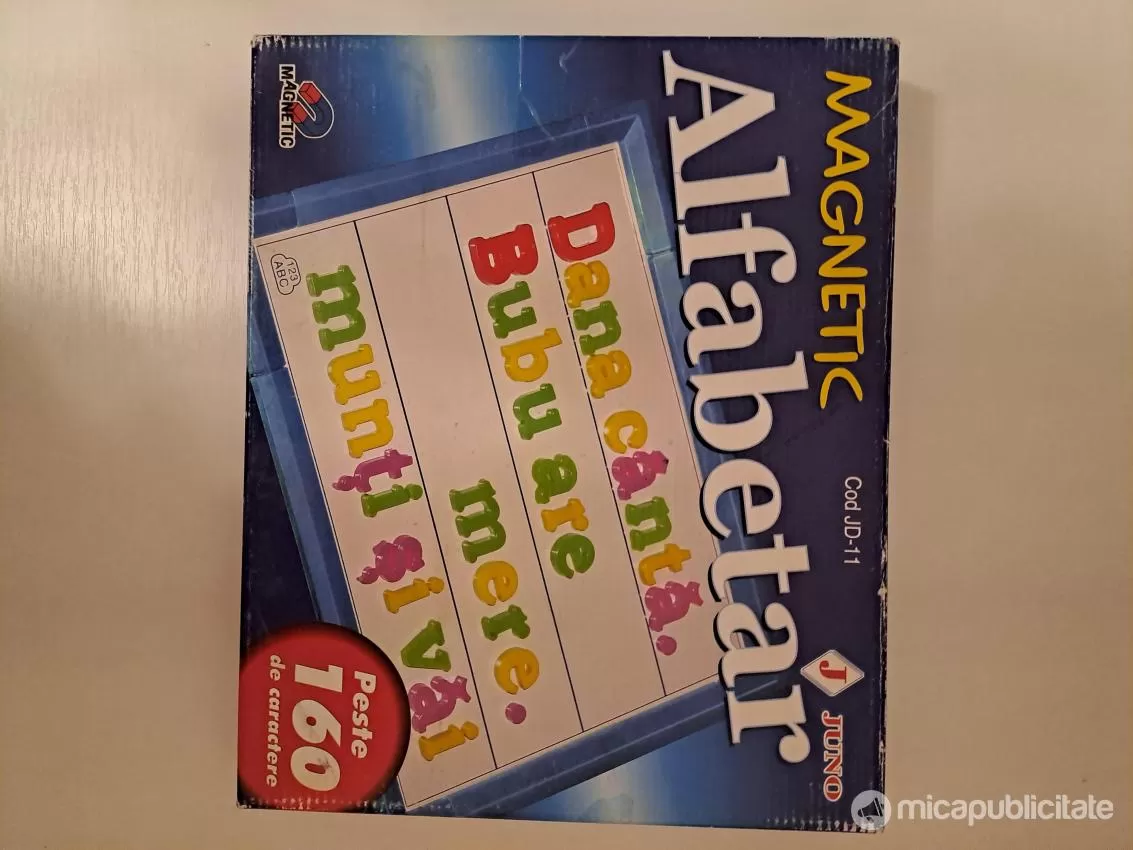 MAGNETIC
Cod JD-11
J JUNO
Alfabetar
Dana cântă.
Bubu are
mere.
munți și văi
123
ABC
MAGNETIC
Peste
160
de caractere
micapublicitate